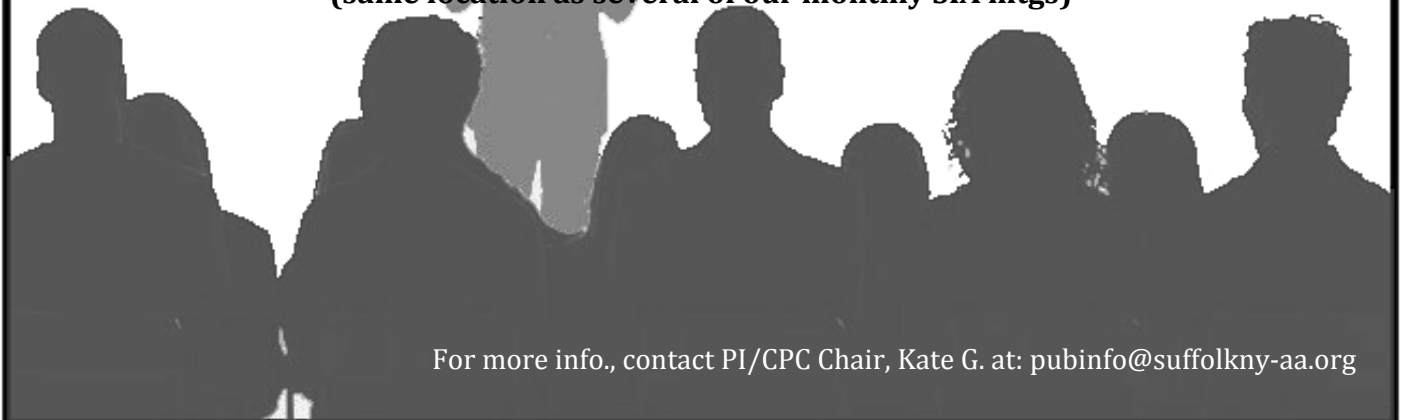 (same location as several of our monthly SIA mtgs)
For more info., contact PI/CPC Chair, Kate G. at: pubinfo@suffolkny-aa.org